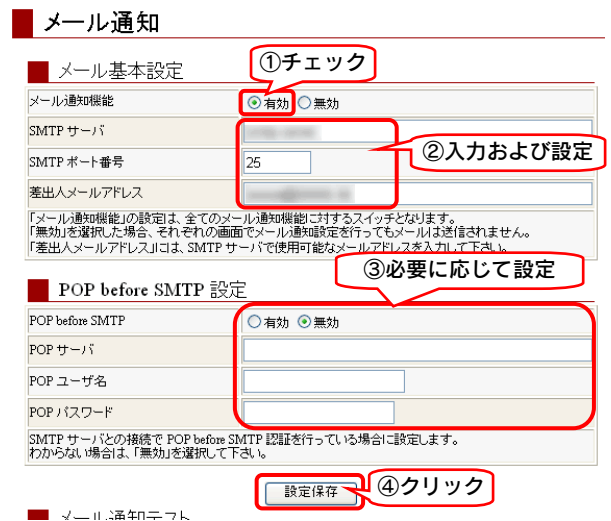 メール通知
メール基本設定
①チェック
メール通知機能
有効 無効
SMTP サーバ
②入力および設定
SMTP ポート番号
25
差出人メールアドレス
「メール通知機能」の設定は、全てのメール通知機能に対するスイッチとなります。
「無効」を選択した場合、それぞれの画面でメール通知設定を行ってもメールは送信されません。
「差出人メールアドレス」には、SMTP サーバで使用可能なメールアドレスを入力して下さい。
③必要に応じて設定
POP before SMTP 設定
POP before SMTP
有効 無効
POP サーバ
POP ユーザ名
POP パスワード
SMTP サーバとの接続で POP before SMTP 認証を行っている場合に設定します。
わからない場合は、「無効」を選択して下さい。
設定保存
④クリック
メール通知テスト